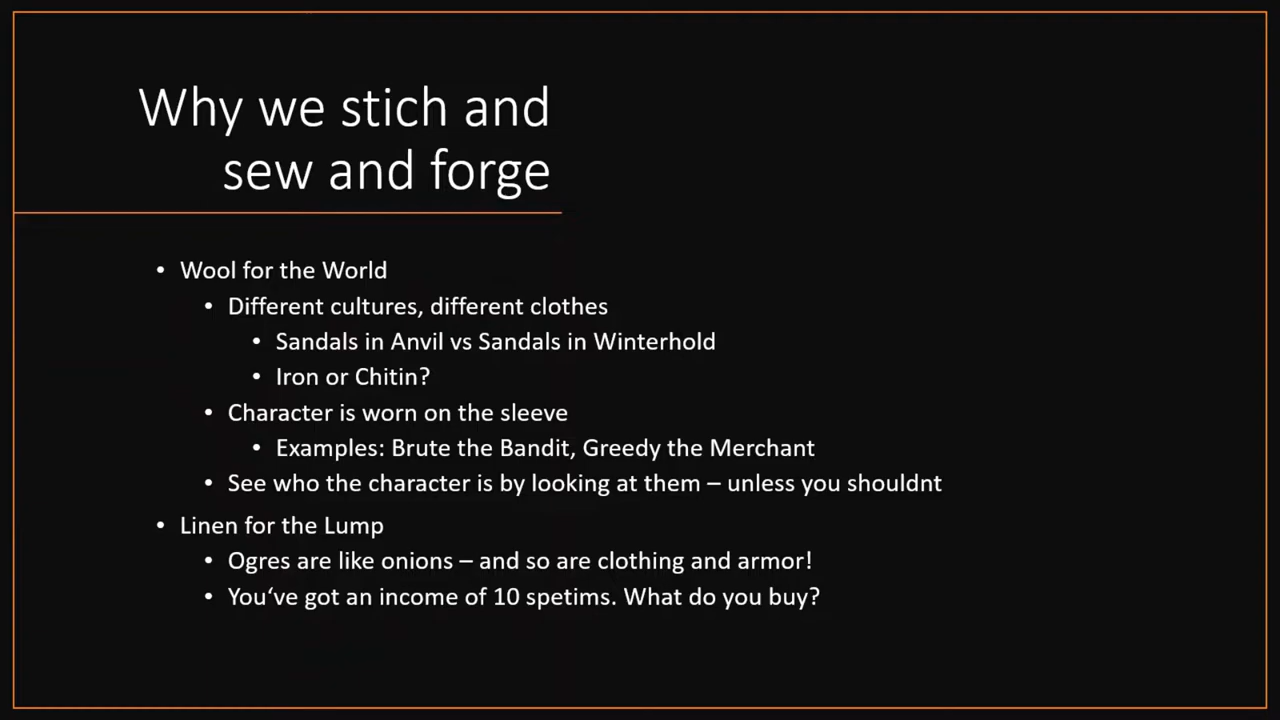 Why we stich and
sew and forge
• Wool for the World
• Different cultures, different clothes
• Sandals in Anvil vs Sandals in Winterhold
• Iron or Chitin?
• Character is worn on the sleeve
• Examples: Brute the Bandit, Greedy the Merchant
• See who the character is by looking at them – unless you shouldnt
• Linen for the Lump
• Ogres are like onions – and so are clothing and armor!
• You‘ve got an income of 10 spetims. What do you buy?